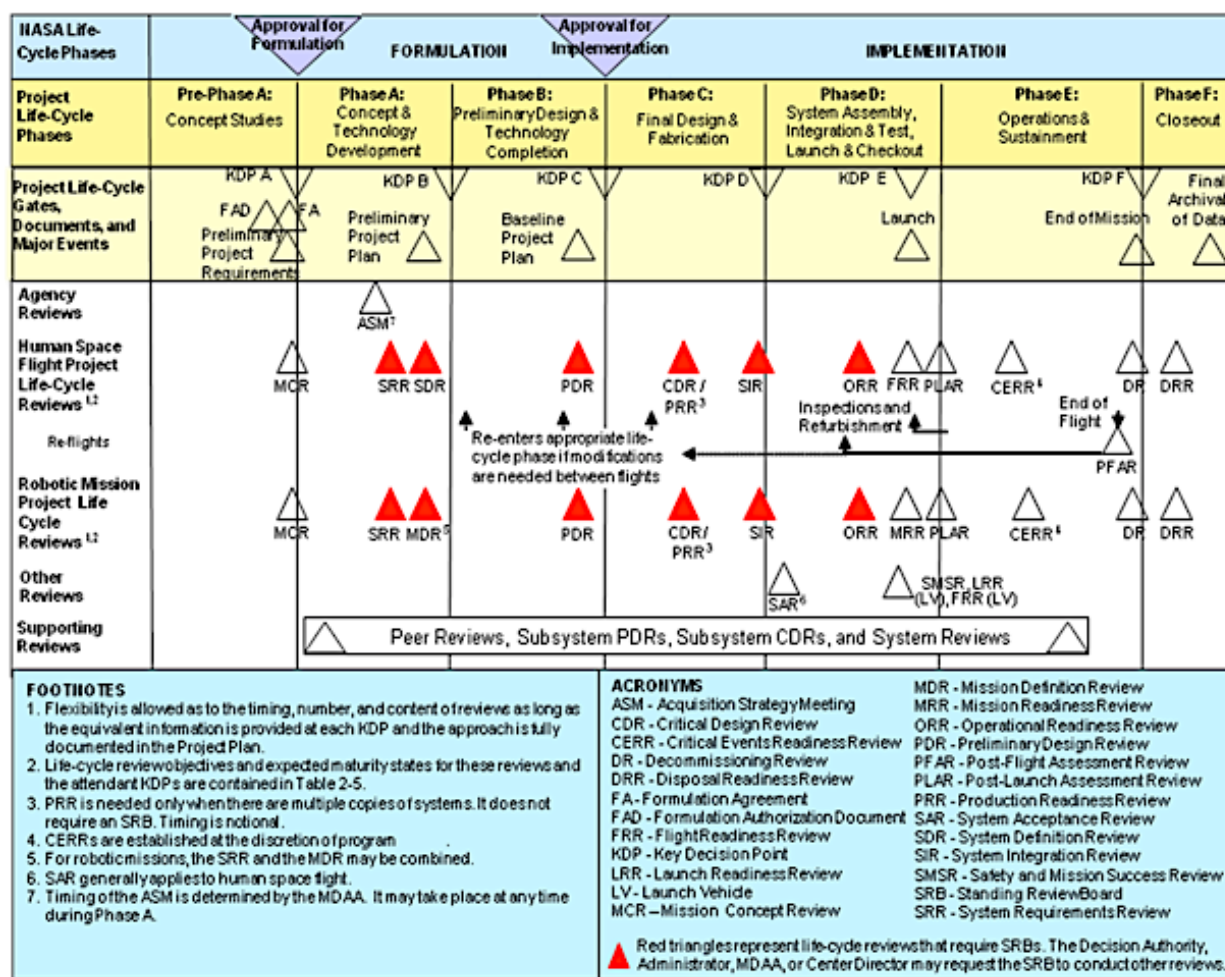 NASA Life-
Cycle Phases
Approval for
Formulation
FORMULATION
Approval for
Implementation
IMPLEMENTATION
Project
Life-Cycle
Phases
Pre-Phase A:
Concept Studies
Phase A:
Concept &
Technology
Development
Phase B:
Preliminary Design &
Technology
Completion
Phase C:
Final Design &
Fabrication
Phase D:
System Assembly,
Integration & Test,
Launch & Checkout
Phase E:
Operations &
Sustainment
Phase F:
Closeout
Project Life-Cycle
Gates,
Documents, and
Major Events
KDP A
FAD
FA
Preliminary
Project
Requirements
KDP B
Preliminary
Project
Plan
KDP C
Baseline
Project
Plan
KDP D
KDP E
Launch
KDP F
End of Mission
Final
Archival
of Data
Agency
Reviews
ASM7
Human Space
Flight Project
Life-Cycle
Reviews 1,2
MCR
SRR
SDR
PDR
CDR /
PRR 3
SIR
ORR
FRR
PLAR
CERR
DR
DRR
Re-flights
Re-enters appropriate life-
cycle phase if modifications
are needed between flights
Inspections and
Refurbishment
End of
Flight
PFAR
Robotic Mission
Project Life
Cycle
Reviews 1,2
MCR
SRR
MDR5
PDR
CDR /
PRR 3
SIR
ORR
MRR
PLAR
CERR
DR
DRR
Other
Reviews
SAR6
SMSR, LRR
(LV), FRR (LV)
Supporting
Reviews
Peer Reviews, Subsystem PDRs, Subsystem CDRs, and System Reviews
FOOTNOTES
1. Flexibility is allowed as to the timing, number, and content of reviews as long as
the equivalent information is provided at each KDP and the approach is fully
documented in the Project Plan.
2. Life-cycle review objectives and expected maturity states for these reviews and
the attendant KDPs are contained in Table 2-5.
3. PRR is needed only when there are multiple copies of systems. It does not
require an SRB. Timing is notional.
4. CERRs are established at the discretion of program .
5. For robotic missions, the SRR and the MDR may be combined.
6. SAR generally applies to human space flight.
7. Timing of the ASM is determined by the MDAA. It may take place at any time
during Phase A.
ACRONYMS
ASM - Acquisition Strategy Meeting
CDR - Critical Design Review
CERR - Critical Events Readiness Review
DR - Decommissioning Review
DRR - Disposal Readiness Review
FA - Formulation Agreement
FAD - Formulation Authorization Document
FRR - Flight Readiness Review
KDP - Key Decision Point
LRR - Launch Readiness Review
LV - Launch Vehicle
MCR – Mission Concept Review
MDR - Mission Definition Review
MRR - Mission Readiness Review
ORR - Operational Readiness Review
PDR - Preliminary Design Review
PFAR - Post-Flight Assessment Review
PLAR - Post-Launch Assessment Review
PRR - Production Readiness Review
SAR - System Acceptance Review
SDR - System Definition Review
SIR - System Integration Review
SMSR - Safety and Mission Success Review
SRB - Standing Review Board
SRR - System Requirements Review
Red triangles represent life-cycle reviews that require SRBs. The Decision Authority,
Administrator, MDAA, or Center Director may request the SRB to conduct other reviews.